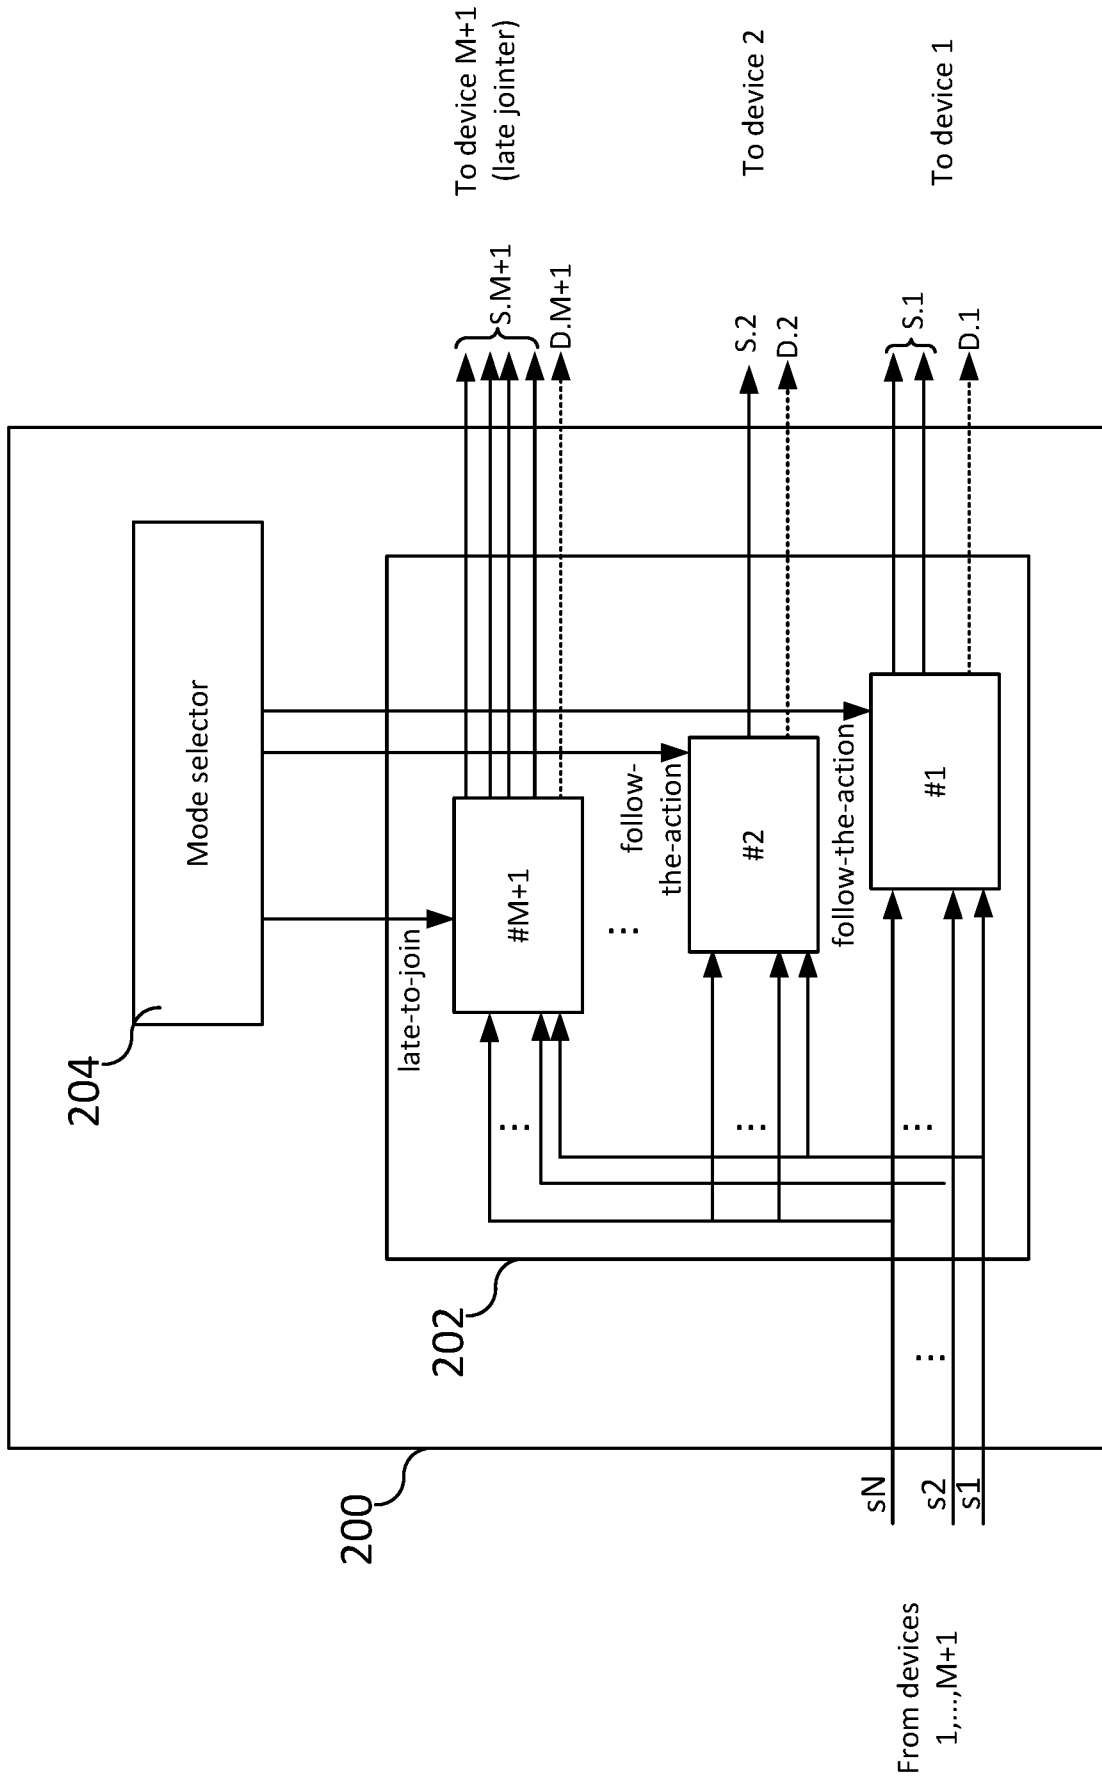 200
204
Mode selector
202
late-to-join
follow-
the-action
follow-the-action
#M+1
...
#2
#1
...
...
...
...
From devices
1,...,M+1
sN
s2
s1
S.M+1
D.M+1
To device M+1
(late jointer)
S.2
D.2
To device 2
S.1
D.1
To device 1